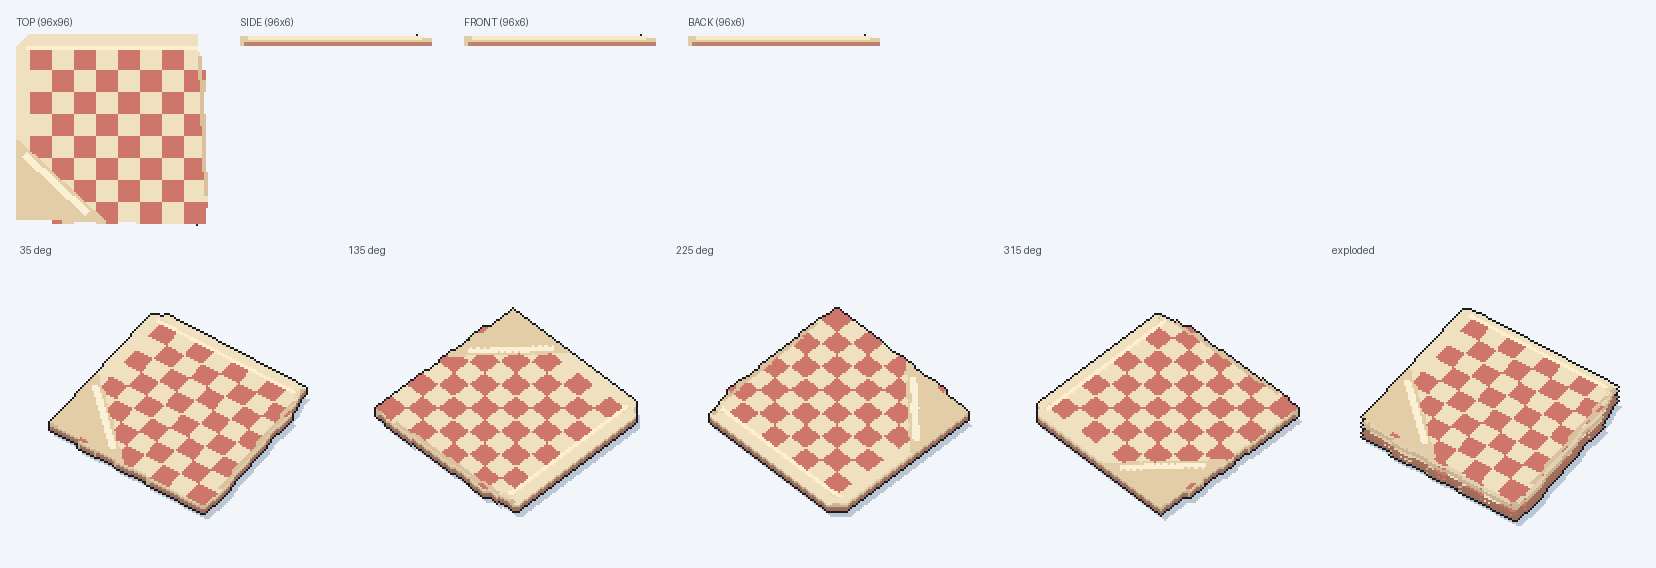 TOP (96x96)
SIDE (96x6)
FRONT (96x6)
BACK (96x6)
35 deg
135 deg
225 deg
315 deg
exploded